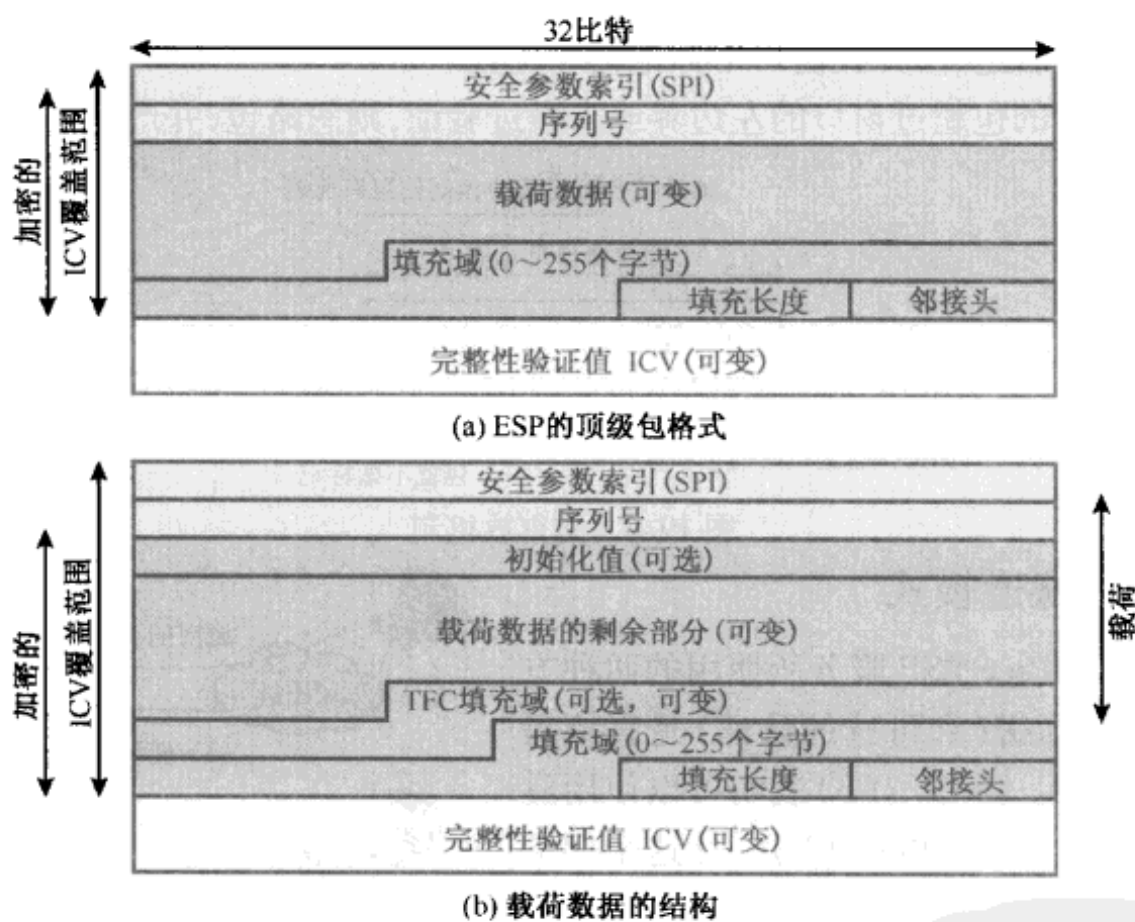 32比特
安全参数索引(SPI)
序列号
载荷数据(可变)
填充域(0～255个字节)
填充长度
邻接头
完整性验证值 ICV(可变)
加密的
ICV覆盖范围
(a) ESP的顶级包格式
安全参数索引(SPI)
序列号
初始化值(可选)
载荷数据的剩余部分(可变)
TFC填充域(可选，可变)
填充域(0～255个字节)
填充长度
邻接头
完整性验证值 ICV(可变)
加密的
ICV覆盖范围
载荷
(b) 载荷数据的结构